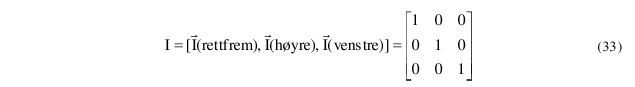 I = [I⃗(rettfrem), I⃗(høyre), I⃗(venstre)] = [1 0 0
0 1 0
0 0 1] (33)